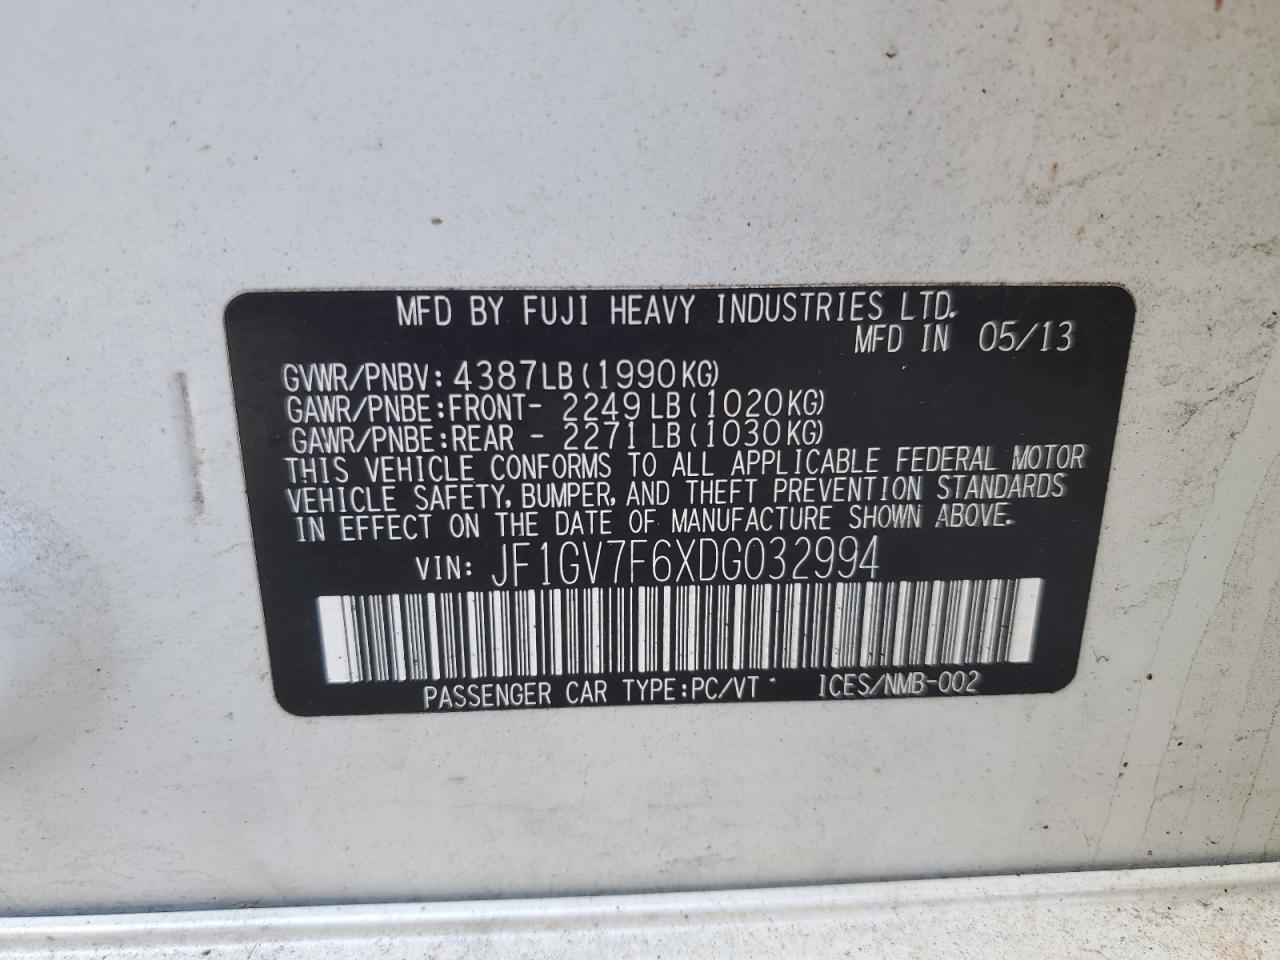 MFD BY FUJI HEAVY INDUSTRIES LTD.
MFD IN 05/13
GVWR/PNBV: 4387LB(1990KG)
GAWR/PNBE:FRONT- 2249LB(1020KG)
GAWR/PNBE:REAR - 2271LB(1030KG)
THIS VEHICLE CONFORMS TO ALL APPLICABLE FEDERAL MOTOR
VEHICLE SAFETY, BUMPER, AND THEFT PREVENTION STANDARDS
IN EFFECT ON THE DATE OF MANUFACTURE SHOWN ABOVE.
VIN: JF1GV7F6XDG032994
PASSENGER CAR TYPE:PC/VT ICES/NMB-002